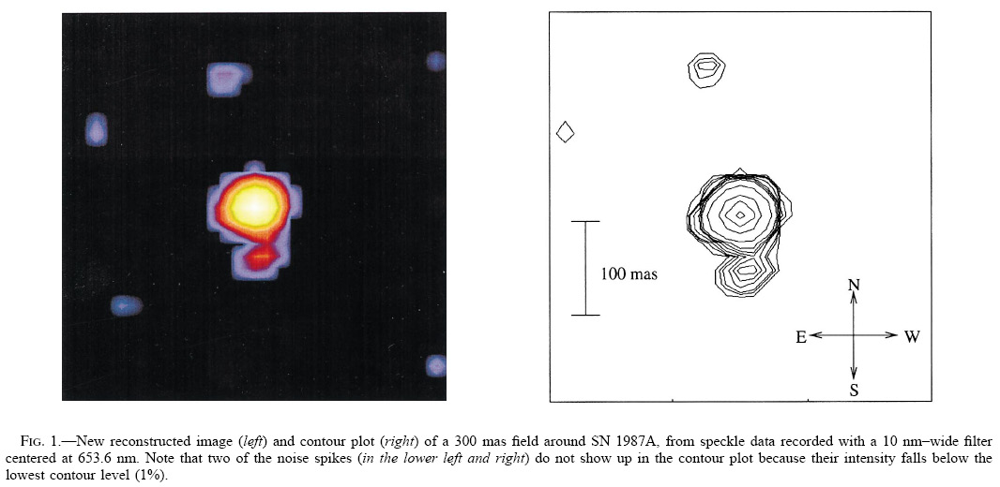 100 mas
N
E W
S
FIG. 1.—New reconstructed image (left) and contour plot (right) of a 300 mas field around SN 1987A, from speckle data recorded with a 10 nm–wide filter
centered at 653.6 nm. Note that two of the noise spikes (in the lower left and right) do not show up in the contour plot because their intensity falls below the
lowest contour level (1%).